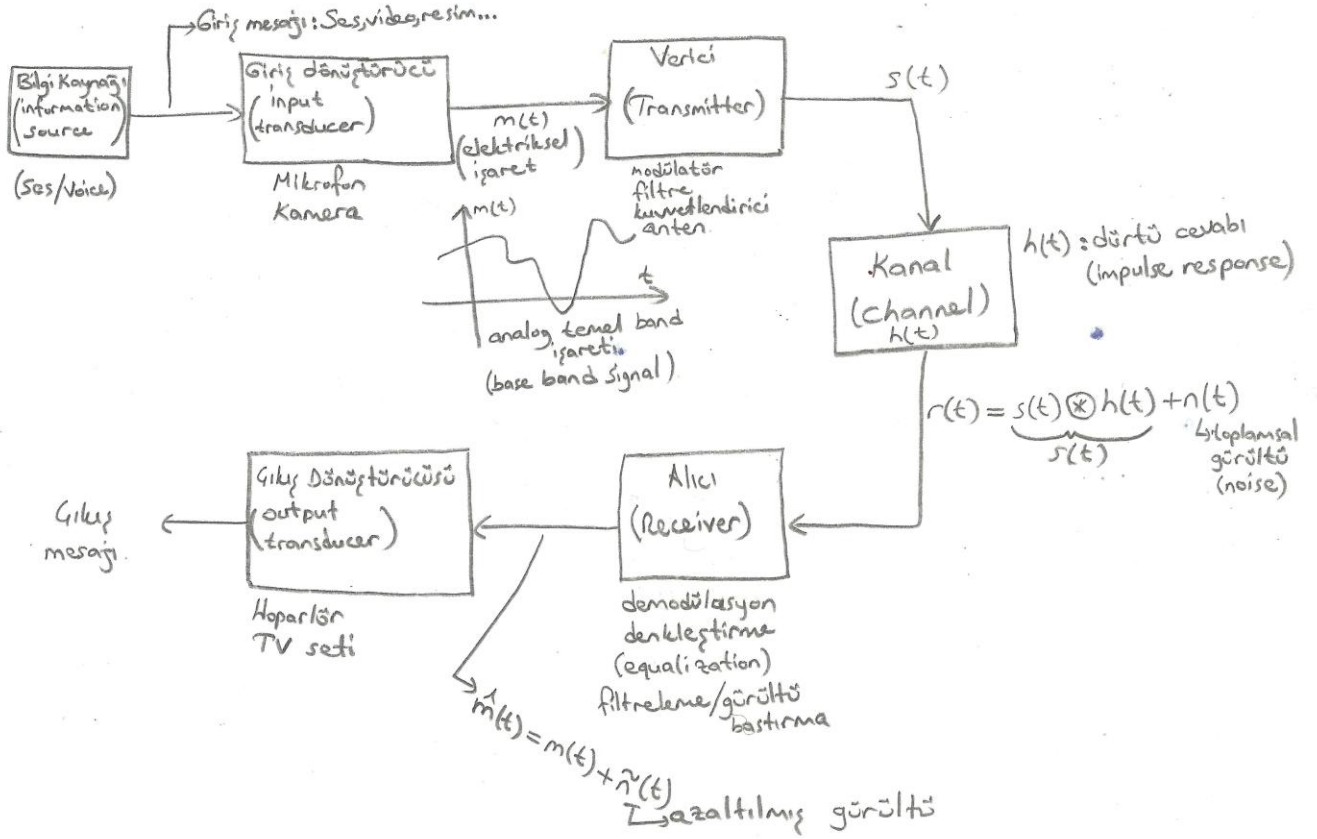 Giriş mesajı: Ses, video, resim...
Bilgi Kaynağı
(information
source)
(Ses/Voice)
Giriş dönüştürücü
(input
transducer)
Mikrofon
Kamera
m(t)
(elektriksel
işaret)
Verici
(Transmitter)
modülatör
filtre
kuvvetlendirici
anten
s(t)
m(t)
t
analog temel band
işareti
(base band signal)
Kanal
(Channel)
h(t)
h(t): dürtü cevabı
(impulse response)
r(t) = s(t) ⊛ h(t) + n(t)
s(t)
↳ toplamsal
gürültü
(noise)
Alıcı
(Receiver)
demodülasyon
denkleştirme
(equalization)
filtreleme/gürültü
bastırma
Çıkış Dönüştürücüsü
(output
transducer)
Hoparlör
TV seti
Çıkış
mesajı
m̂(t) = m(t) + ñ(t)
↳ azaltılmış gürültü